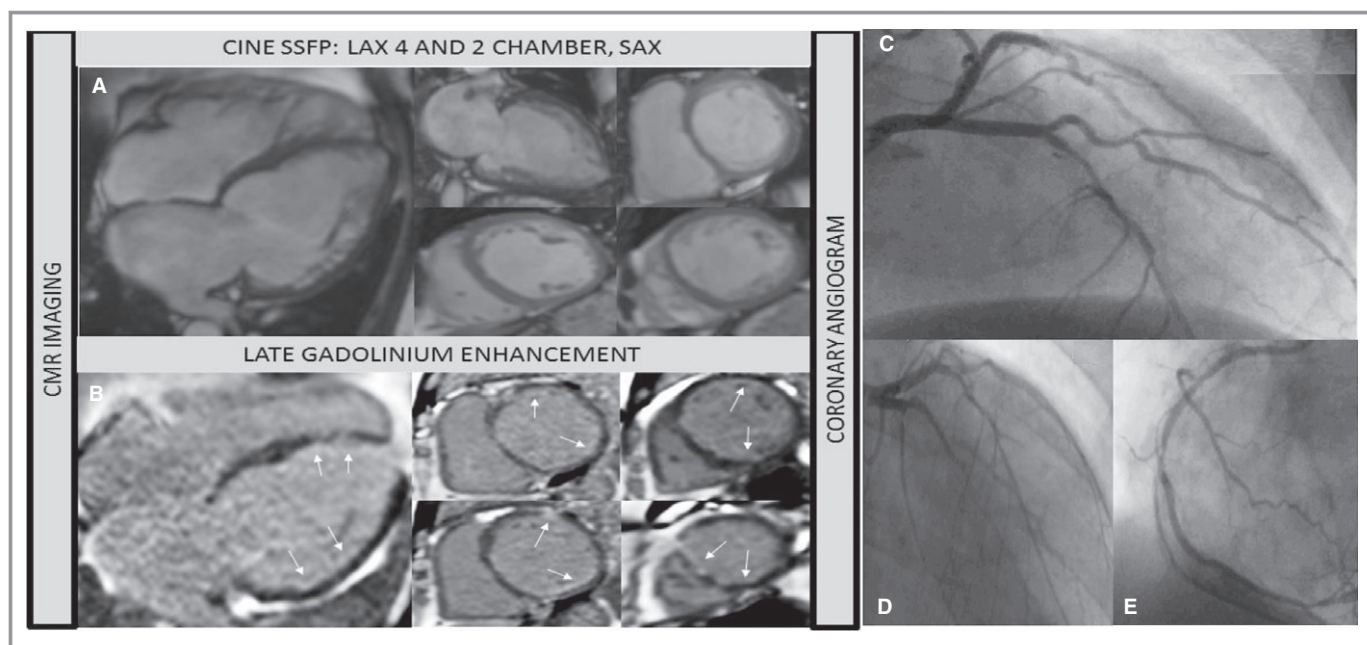 CINE SSFP: LAX 4 AND 2 CHAMBER, SAX
A
CMR IMAGING
LATE GADOLINIUM ENHANCEMENT
B
CORONARY ANGIOGRAM
C
D
E